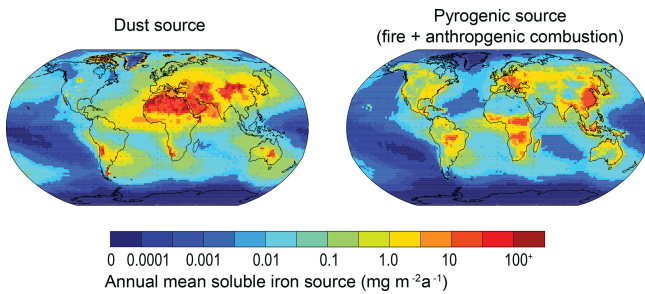 Dust source
Pyrogenic source
(fire + anthropgenic combustion)
0 0.0001 0.001 0.01 0.1 1.0 10 100⁺
Annual mean soluble iron source (mg m⁻²a⁻¹)